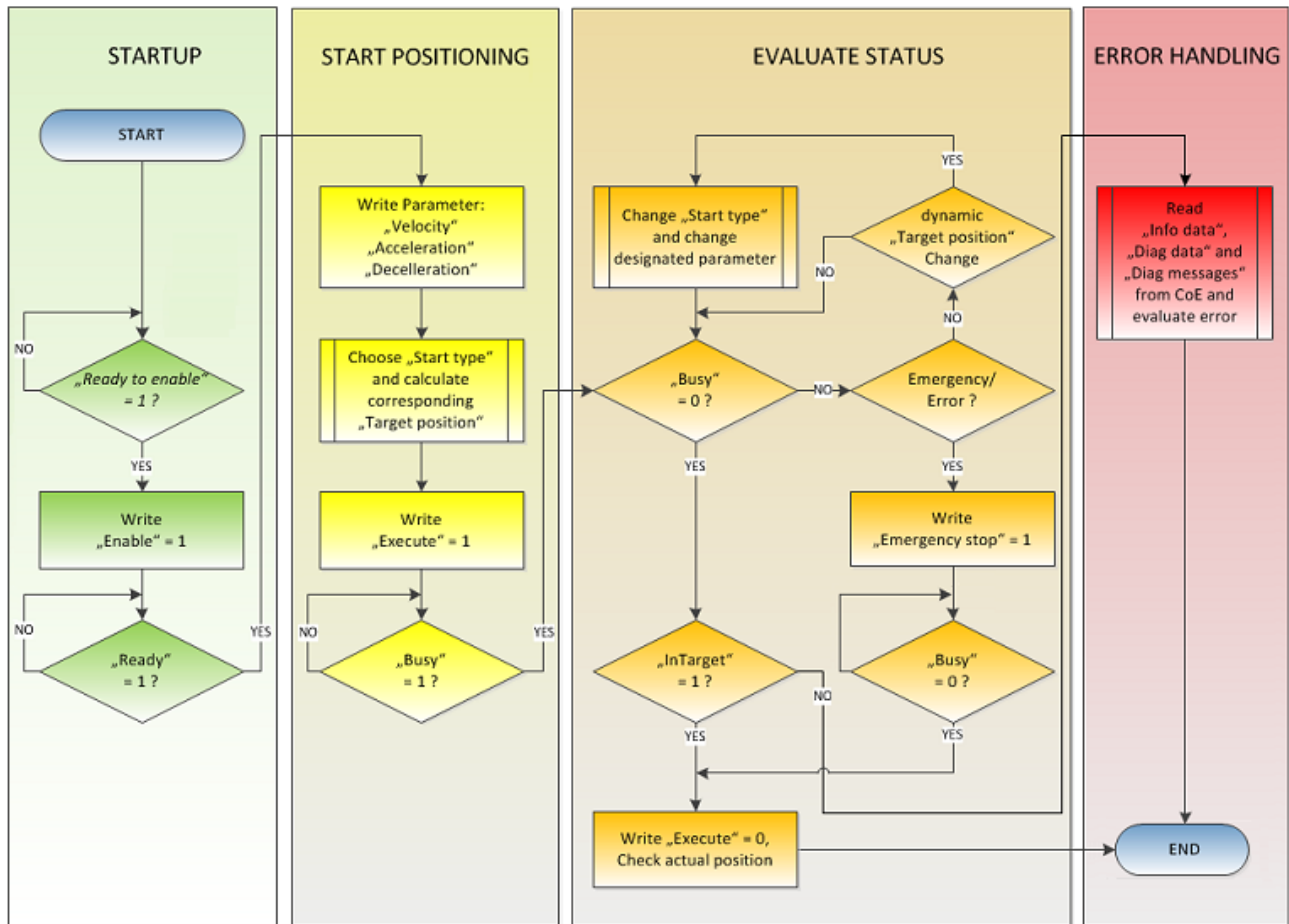 STARTUP
START
NO
„Ready to enable“
= 1 ?
YES
Write
„Enable“ = 1
NO
YES
„Ready“
= 1 ?
START POSITIONING
Write Parameter:
„Velocity“
„Acceleration“
„Decelleration“
Choose „Start type“
and calculate
corresponding
„Target position“
Write
„Execute“ = 1
NO
YES
„Busy“
= 1 ?
EVALUATE STATUS
YES
Change „Start type“
and change
designated parameter
dynamic
„Target position“
Change
NO
NO
„Busy“
= 0 ?
NO
Emergency/
Error ?
YES
YES
Write
„Emergency stop“ = 1
„InTarget“
= 1 ?
NO
„Busy“
= 0 ?
YES
YES
Write „Execute“ = 0,
Check actual position
ERROR HANDLING
Read
„Info data“,
„Diag data“ and
„Diag messages“
from CoE and
evaluate error
END